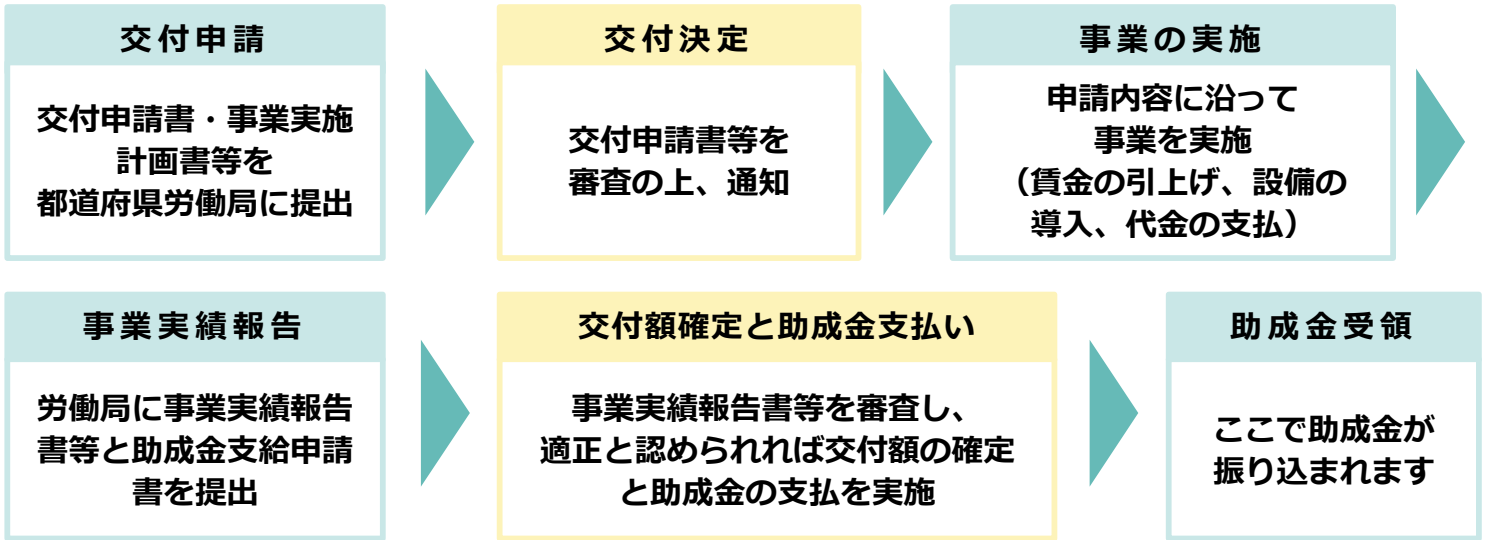 交付申請
交付申請書・事業実施
計画書等を
都道府県労働局に提出
交付決定
交付申請書等を
審査の上、通知
事業の実施
申請内容に沿って
事業を実施
（賃金の引上げ、設備の
導入、代金の支払）
事業実績報告
労働局に事業実績報告
書等と助成金支給申請
書を提出
交付額確定と助成金支払い
事業実績報告書等を審査し、
適正と認められれば交付額の確定
と助成金の支払を実施
助成金受領
ここで助成金が
振り込まれます